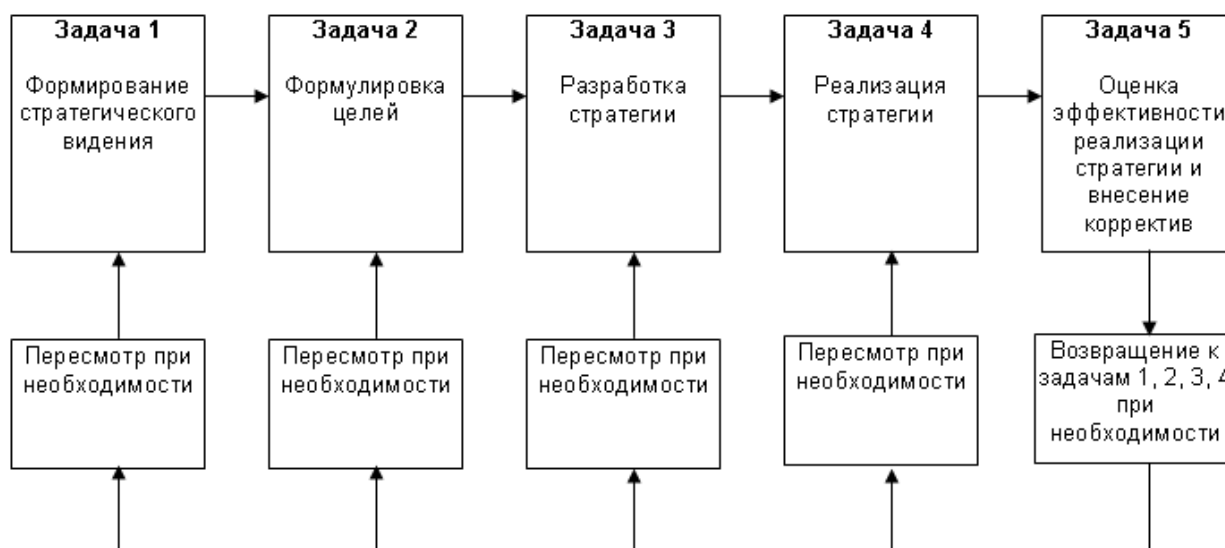 Задача 1
Формирование
стратегического
видения
Задача 2
Формулировка
целей
Задача 3
Разработка
стратегии
Задача 4
Реализация
стратегии
Задача 5
Оценка
эффективности
реализации
стратегии и
внесение
корректив
Пересмотр при
необходимости
Пересмотр при
необходимости
Пересмотр при
необходимости
Пересмотр при
необходимости
Возвращение к
задачам 1, 2, 3, 4
при
необходимости